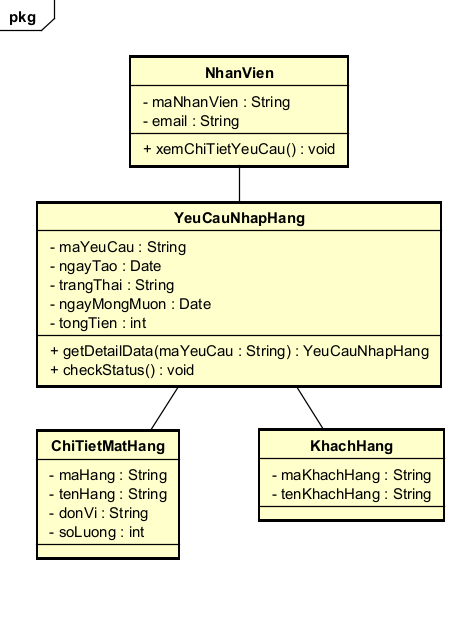 pkg
NhanVien
- maNhanVien : String
- email : String
+ xemChiTietYeuCau() : void
YeuCauNhapHang
- maYeuCau : String
- ngayTao : Date
- trangThai : String
- ngayMongMuon : Date
- tongTien : int
+ getDetailData(maYeuCau : String) : YeuCauNhapHang
+ checkStatus() : void
ChiTietMatHang
- maHang : String
- tenHang : String
- donVi : String
- soLuong : int
KhachHang
- maKhachHang : String
- tenKhachHang : String